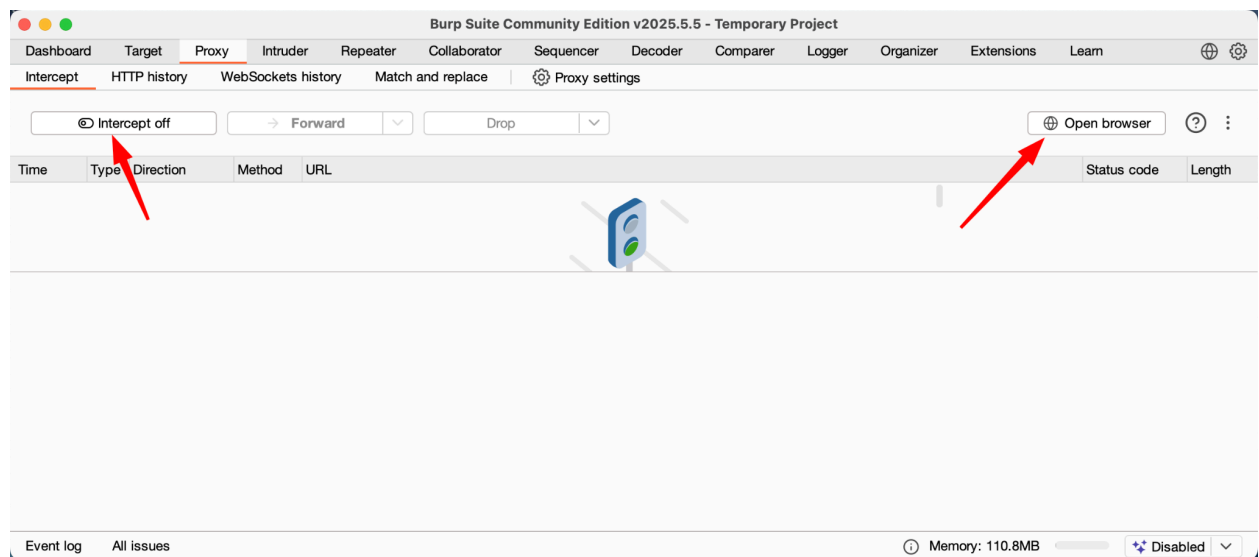 Burp Suite Community Edition v2025.5.5 - Temporary Project
Dashboard Target Proxy Intruder Repeater Collaborator Sequencer Decoder Comparer Logger Organizer Extensions Learn
Intercept HTTP history WebSockets history Match and replace Proxy settings
Intercept off Forward Drop Open browser
Time Type Direction Method URL Status code Length
Event log All issues Memory: 110.8MB Disabled